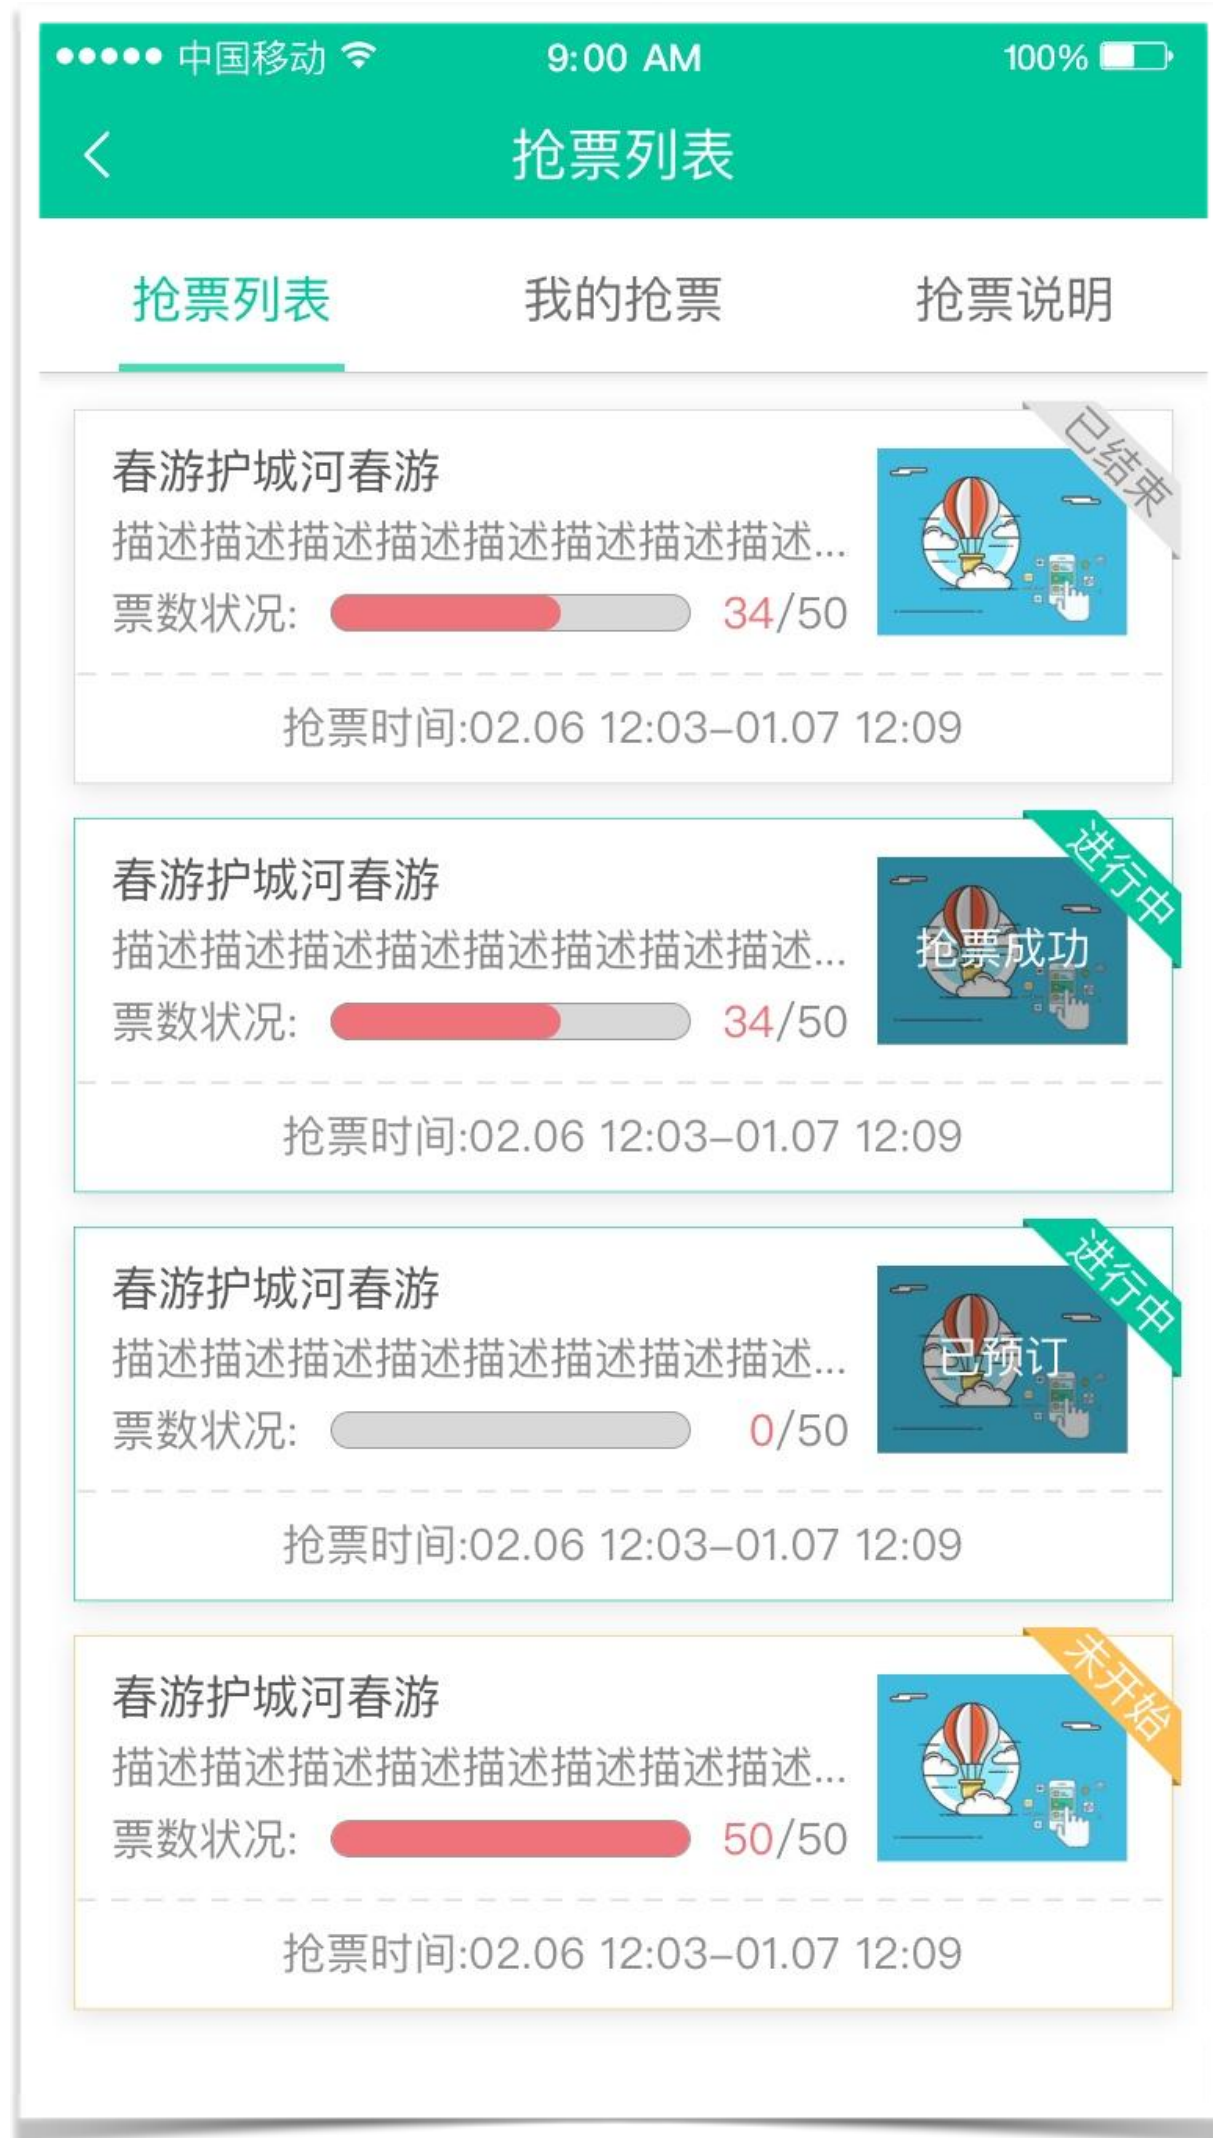 中国移动 9:00 AM 100%
抢票列表
抢票列表 我的抢票 抢票说明
已结束
春游护城河春游
描述描述描述描述描述描述描述描述...
票数状况: 34/50
抢票时间:02.06 12:03–01.07 12:09
进行中
春游护城河春游
描述描述描述描述描述描述描述描述...
抢票成功
票数状况: 34/50
抢票时间:02.06 12:03–01.07 12:09
进行中
春游护城河春游
描述描述描述描述描述描述描述描述...
已预订
票数状况: 0/50
抢票时间:02.06 12:03–01.07 12:09
未开始
春游护城河春游
描述描述描述描述描述描述描述描述...
票数状况: 50/50
抢票时间:02.06 12:03–01.07 12:09